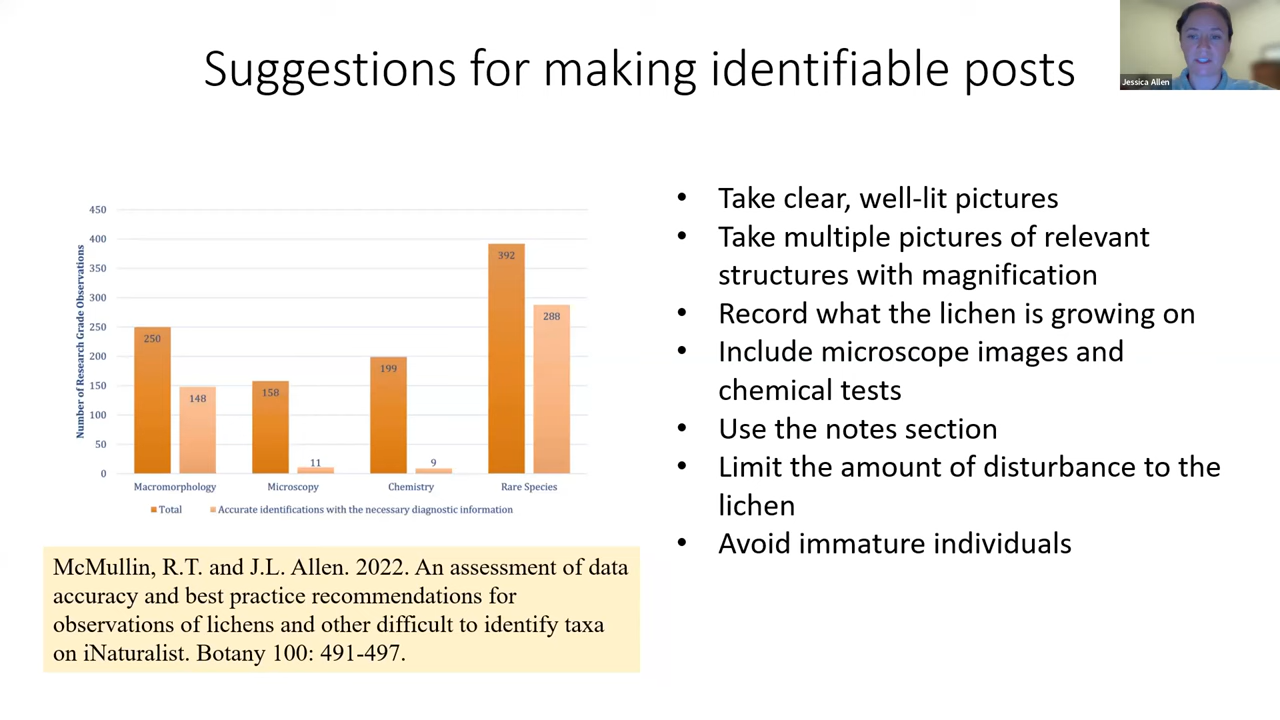 Suggestions for making identifiable posts
Jessica Allen
450
400
350
300
250
200
150
100
50
0
Number of Research Grade Observations
250
148
158
11
199
9
392
288
Macromorphology
Microscopy
Chemistry
Rare Species
Total
Accurate identifications with the necessary diagnostic information
McMullin, R.T. and J.L. Allen. 2022. An assessment of data
accuracy and best practice recommendations for
observations of lichens and other difficult to identify taxa
on iNaturalist. Botany 100: 491-497.
• Take clear, well-lit pictures
• Take multiple pictures of relevant
structures with magnification
• Record what the lichen is growing on
• Include microscope images and
chemical tests
• Use the notes section
• Limit the amount of disturbance to the
lichen
• Avoid immature individuals